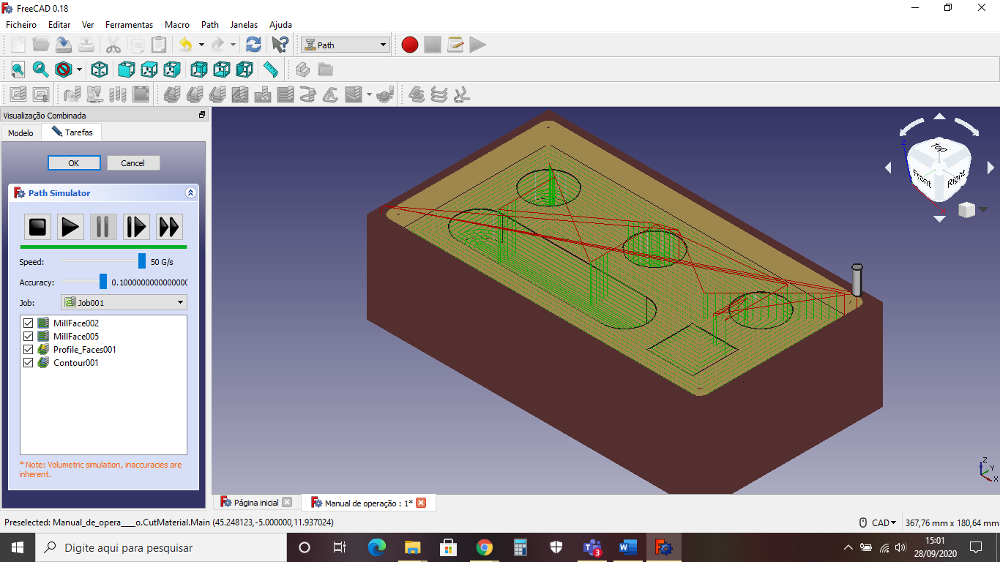 FreeCAD 0.18
Ficheiro Editar Ver Ferramentas Macro Path Janelas Ajuda
Path
Visualização Combinada
Modelo Tarefas
OK Cancel
Path Simulator
Speed: 50 G/s
Accuracy: 0.1000000000000000
Job: Job001
MillFace002
MillFace005
Profile_Faces001
Contour001
* Note: Volumetric simulation, inaccuracies are
inherent.
Top
Front Right
Z
X
Z
Y
X
Página inicial Manual de operação : 1*
Preselected: Manual_de_opera____o.CutMaterial.Main (45.248123,-5.000000,11.937024)
CAD 367,76 mm x 180,64 mm
Digite aqui para pesquisar
3
15:01
28/09/2020